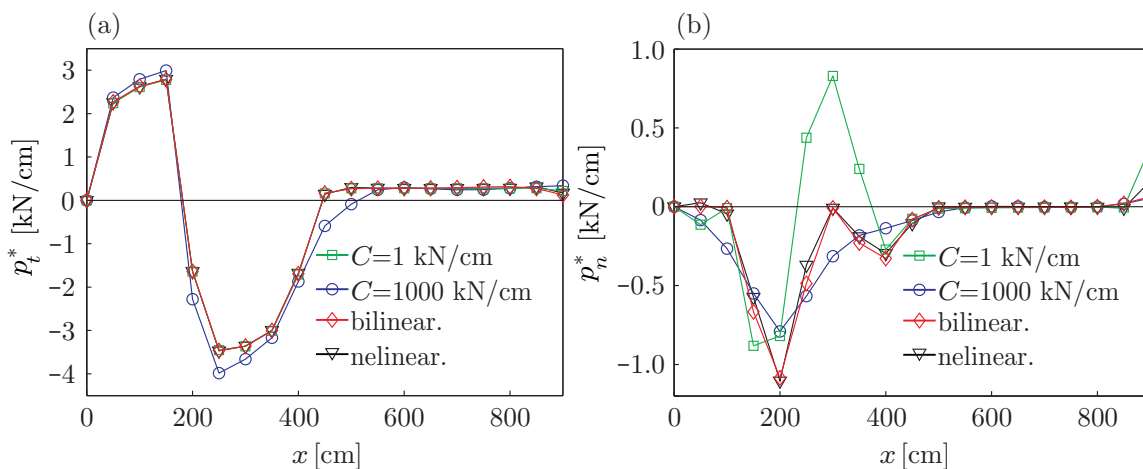 (a)
p*t [kN/cm]
3
2
1
0
−1
−2
−3
−4
C=1 kN/cm
C=1000 kN/cm
bilinear.
nelinear.
0 200 400 600 800
x [cm]
(b)
p*n [kN/cm]
1.0
0.5
0
−0.5
−1.0
C=1 kN/cm
C=1000 kN/cm
bilinear.
nelinear.
0 200 400 600 800
x [cm]